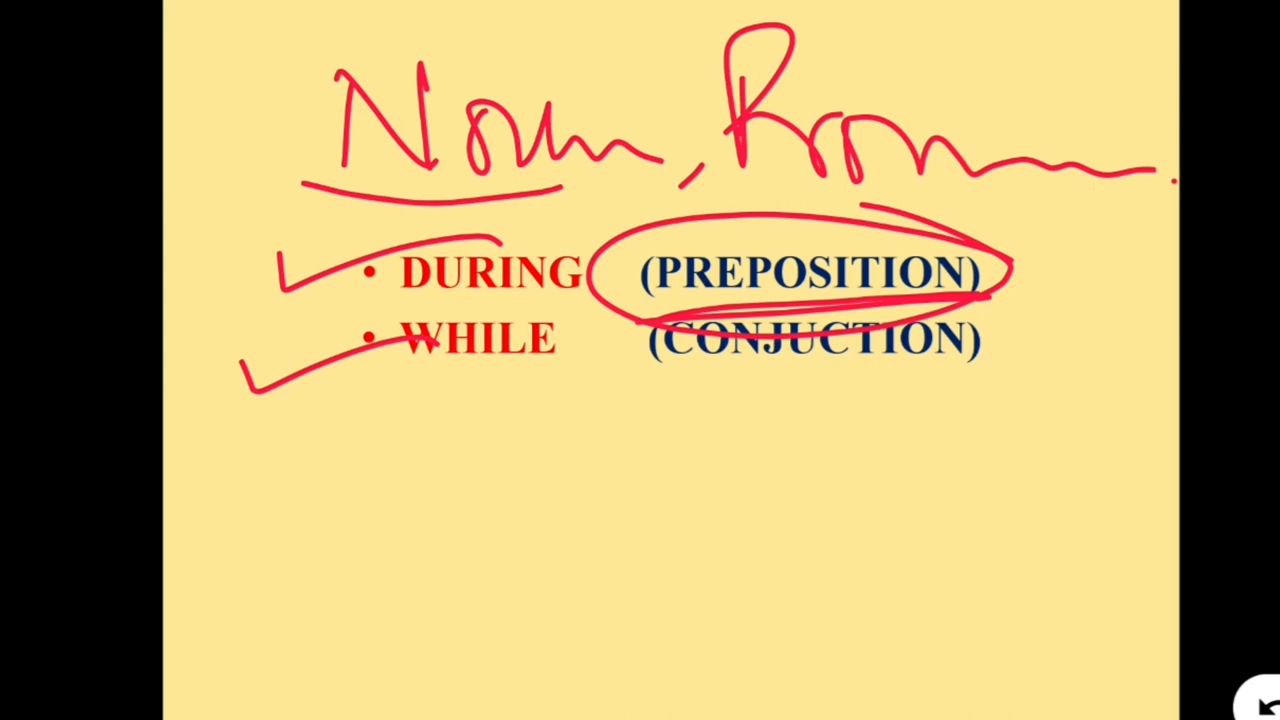 Noun, Pronoun.
• DURING (PREPOSITION)
• WHILE (CONJUCTION)